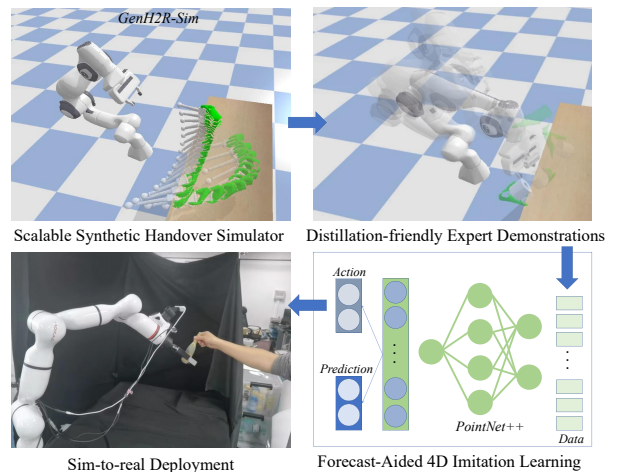 GenH2R-Sim
Scalable Synthetic Handover Simulator
Distillation-friendly Expert Demonstrations
Action
Prediction
PointNet++
Data
Sim-to-real Deployment
Forecast-Aided 4D Imitation Learning